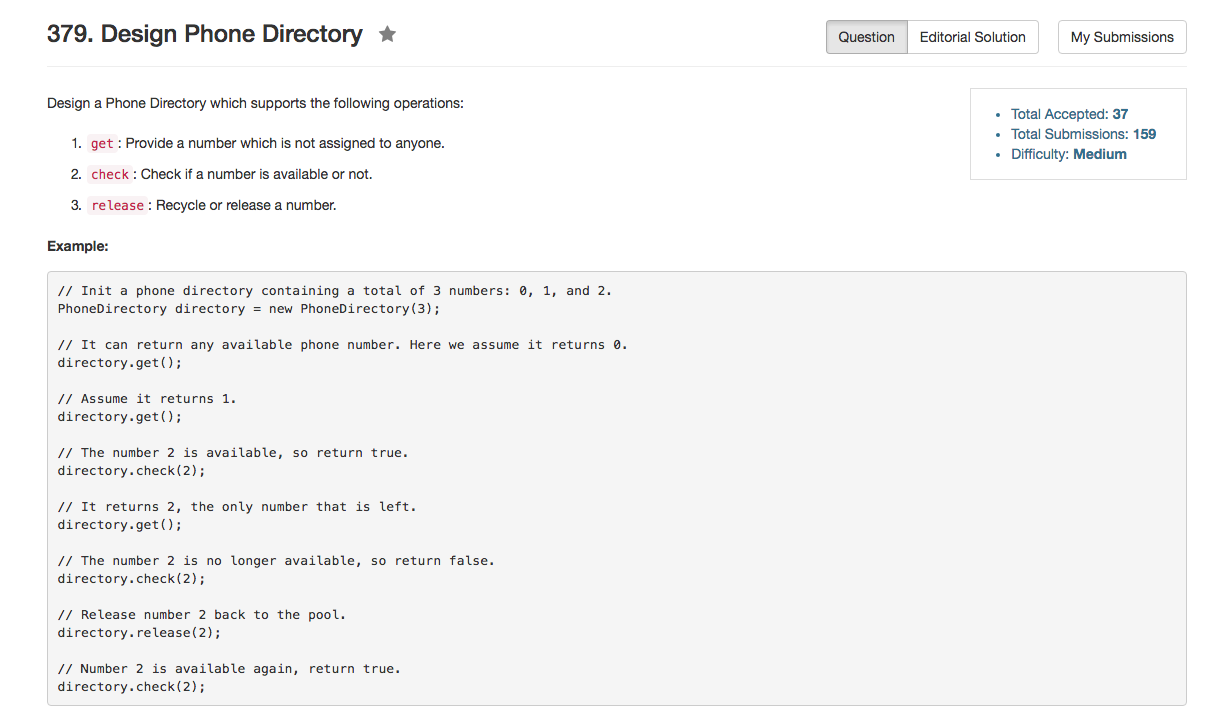 379. Design Phone Directory
Question
Editorial Solution
My Submissions
Design a Phone Directory which supports the following operations:
Total Accepted: 37
Total Submissions: 159
Difficulty: Medium
1. get : Provide a number which is not assigned to anyone.
2. check : Check if a number is available or not.
3. release : Recycle or release a number.
Example:
// Init a phone directory containing a total of 3 numbers: 0, 1, and 2.
PhoneDirectory directory = new PhoneDirectory(3);
// It can return any available phone number. Here we assume it returns 0.
directory.get();
// Assume it returns 1.
directory.get();
// The number 2 is available, so return true.
directory.check(2);
// It returns 2, the only number that is left.
directory.get();
// The number 2 is no longer available, so return false.
directory.check(2);
// Release number 2 back to the pool.
directory.release(2);
// Number 2 is available again, return true.
directory.check(2);